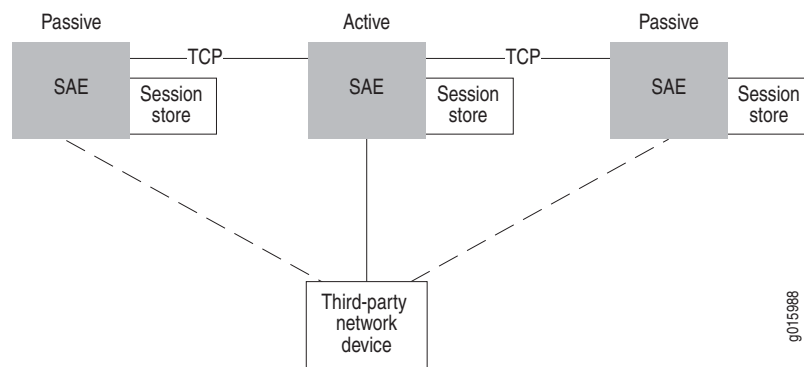 Passive
Active
Passive
TCP
TCP
SAE
SAE
SAE
Session
store
Session
store
Session
store
Third-party
network
device
g015988